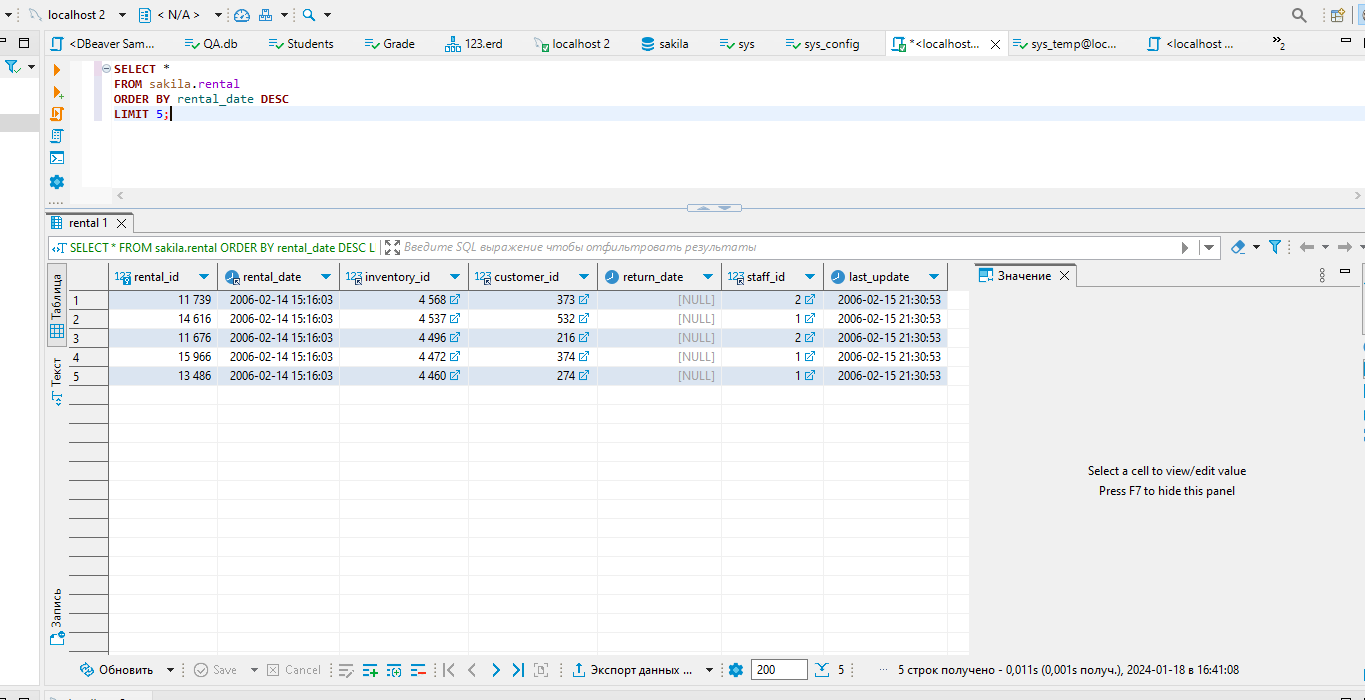 localhost 2 < N/A >
<DBeaver Sam... QA.db Students Grade 123.erd localhost 2 sakila sys sys_config *<localhost... sys_temp@loc... <localhost ... »2
SELECT *
FROM sakila.rental
ORDER BY rental_date DESC
LIMIT 5;
rental 1
SELECT * FROM sakila.rental ORDER BY rental_date DESC L Введите SQL выражение чтобы отфильтровать результаты
Таблица
Текст
Запись
123 rental_id rental_date 123 inventory_id 123 customer_id return_date 123 staff_id last_update
1 11 739 2006-02-14 15:16:03 4 568 373 [NULL] 2 2006-02-15 21:30:53
2 14 616 2006-02-14 15:16:03 4 537 532 [NULL] 1 2006-02-15 21:30:53
3 11 676 2006-02-14 15:16:03 4 496 216 [NULL] 2 2006-02-15 21:30:53
4 15 966 2006-02-14 15:16:03 4 472 374 [NULL] 1 2006-02-15 21:30:53
5 13 486 2006-02-14 15:16:03 4 460 274 [NULL] 1 2006-02-15 21:30:53
Значение
Select a cell to view/edit value
Press F7 to hide this panel
Обновить Save Cancel Экспорт данных ... 200 5 ... 5 строк получено - 0,011s (0,001s получ.), 2024-01-18 в 16:41:08